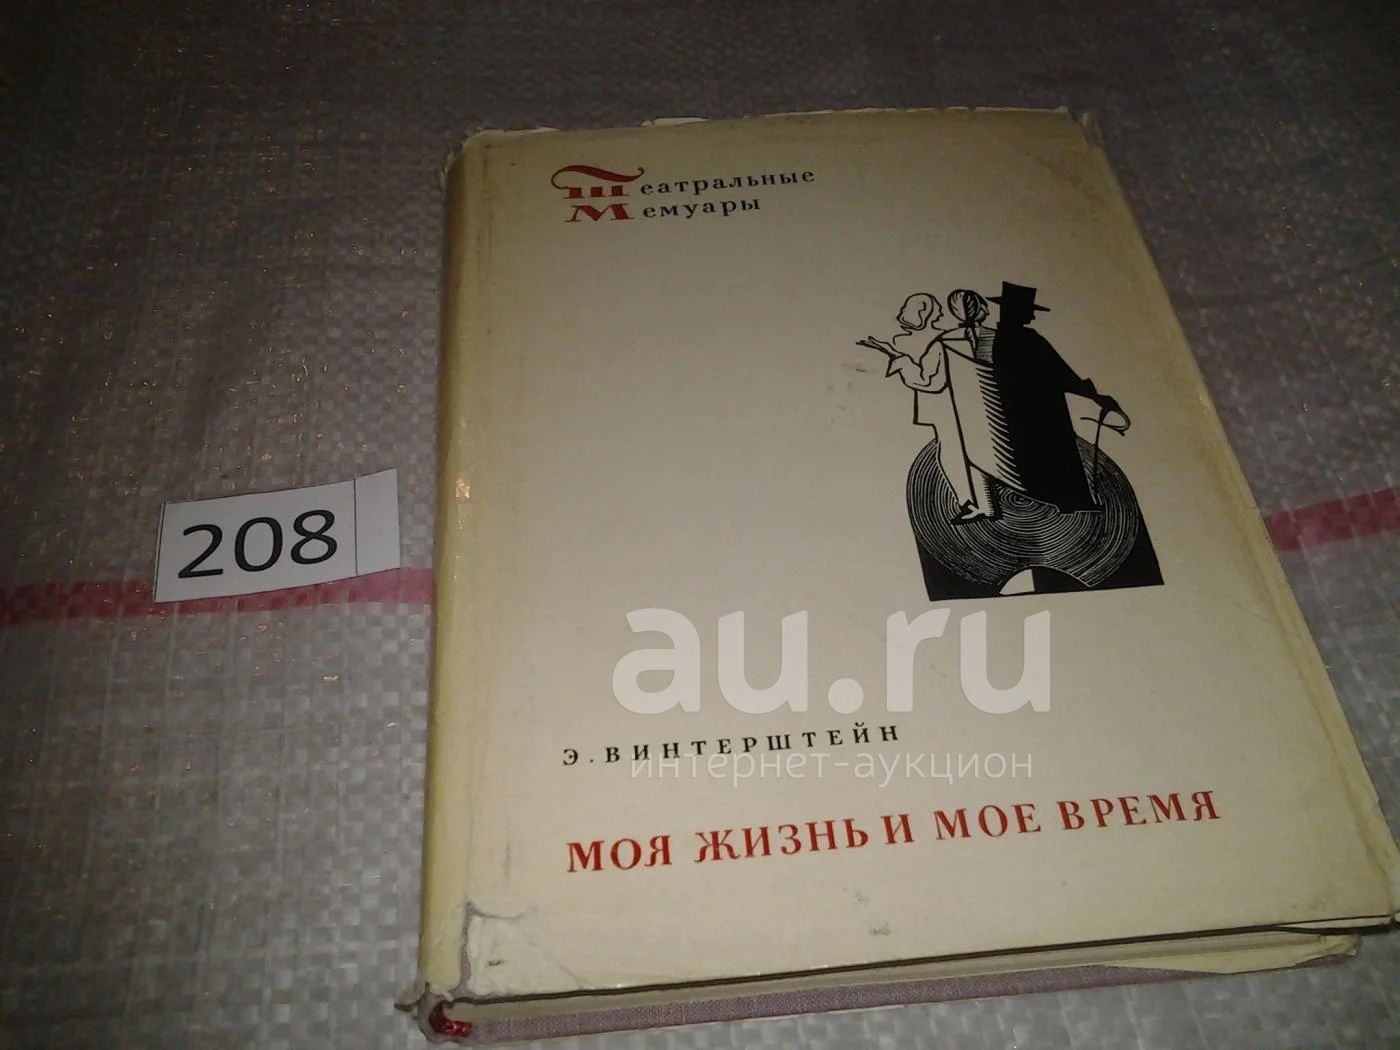 Театральные
Мемуары
208
au.ru
интернет-аукцион
Э. ВИНТЕРШТЕЙН
МОЯ ЖИЗНЬ И МОЕ ВРЕМЯ